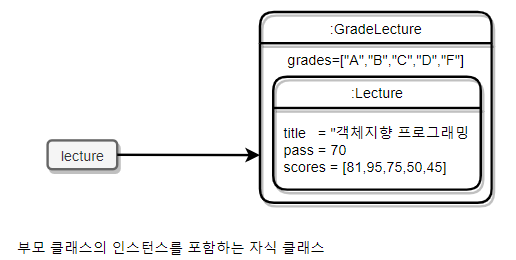 :GradeLecture
grades=["A","B","C","D","F"]
:Lecture
title = "객체지향 프로그래밍
pass = 70
scores = [81,95,75,50,45]
lecture
부모 클래스의 인스턴스를 포함하는 자식 클래스